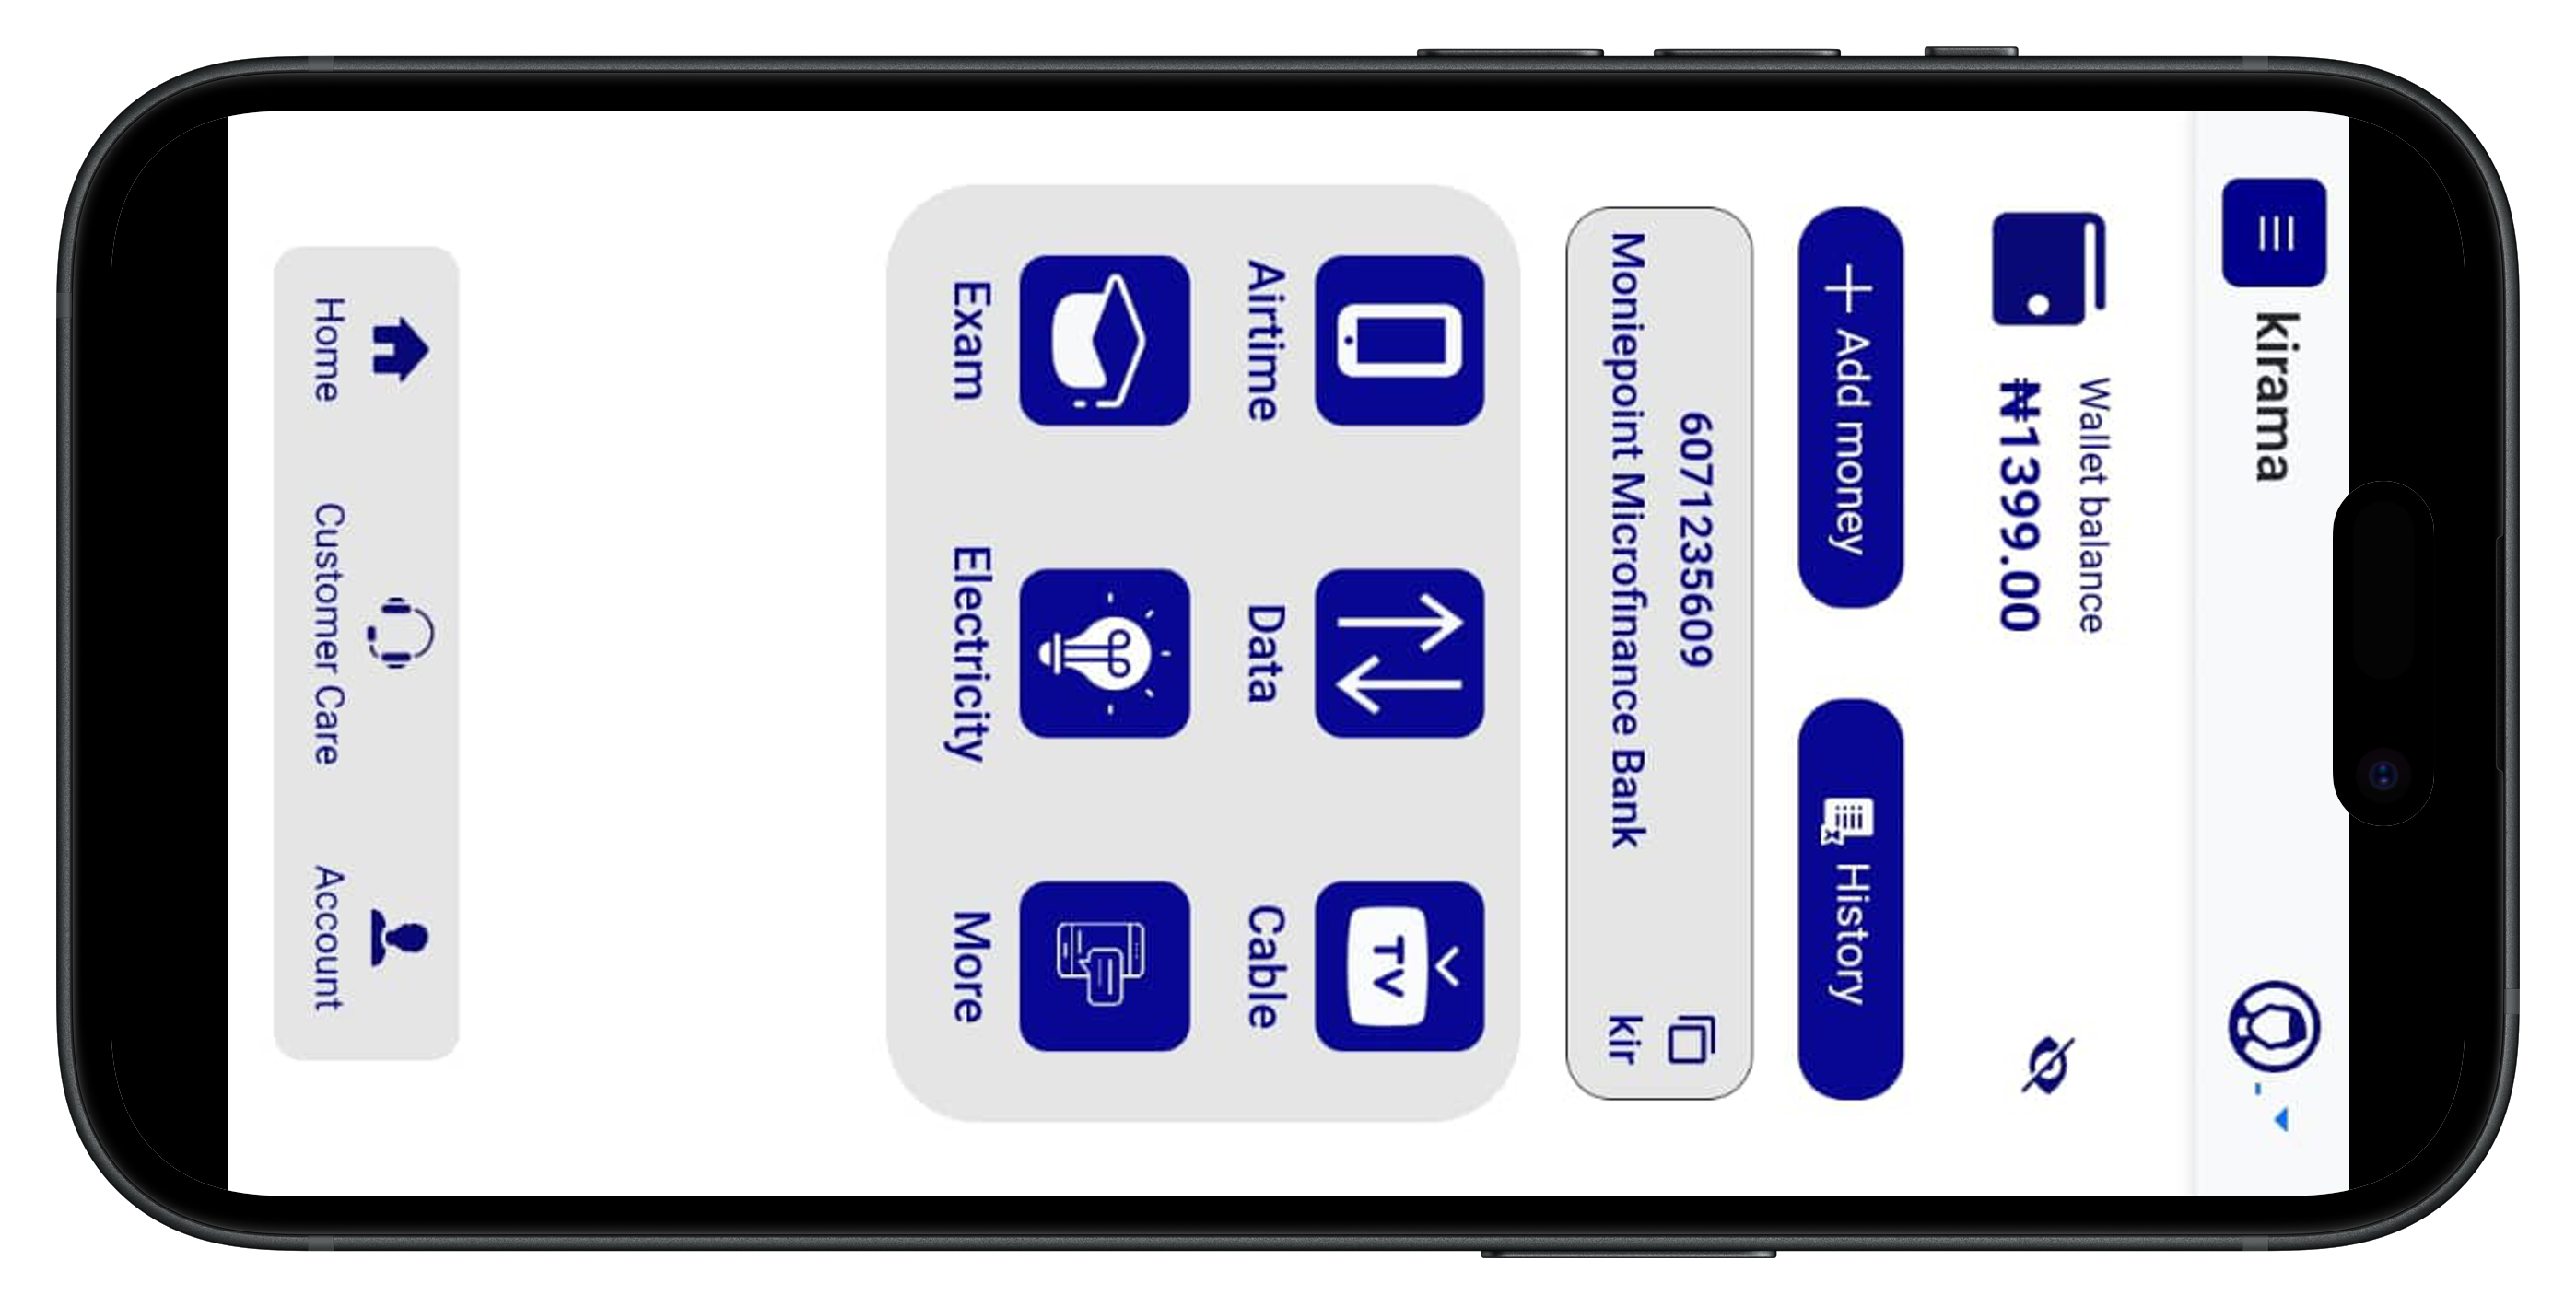 kirama
Wallet balance
₦1399.00
Add money
History
6071235609
Moniepoint Microfinance Bank
kir
Airtime
Data
TV
Cable
Exam
Electricity
More
Home
Customer Care
Account